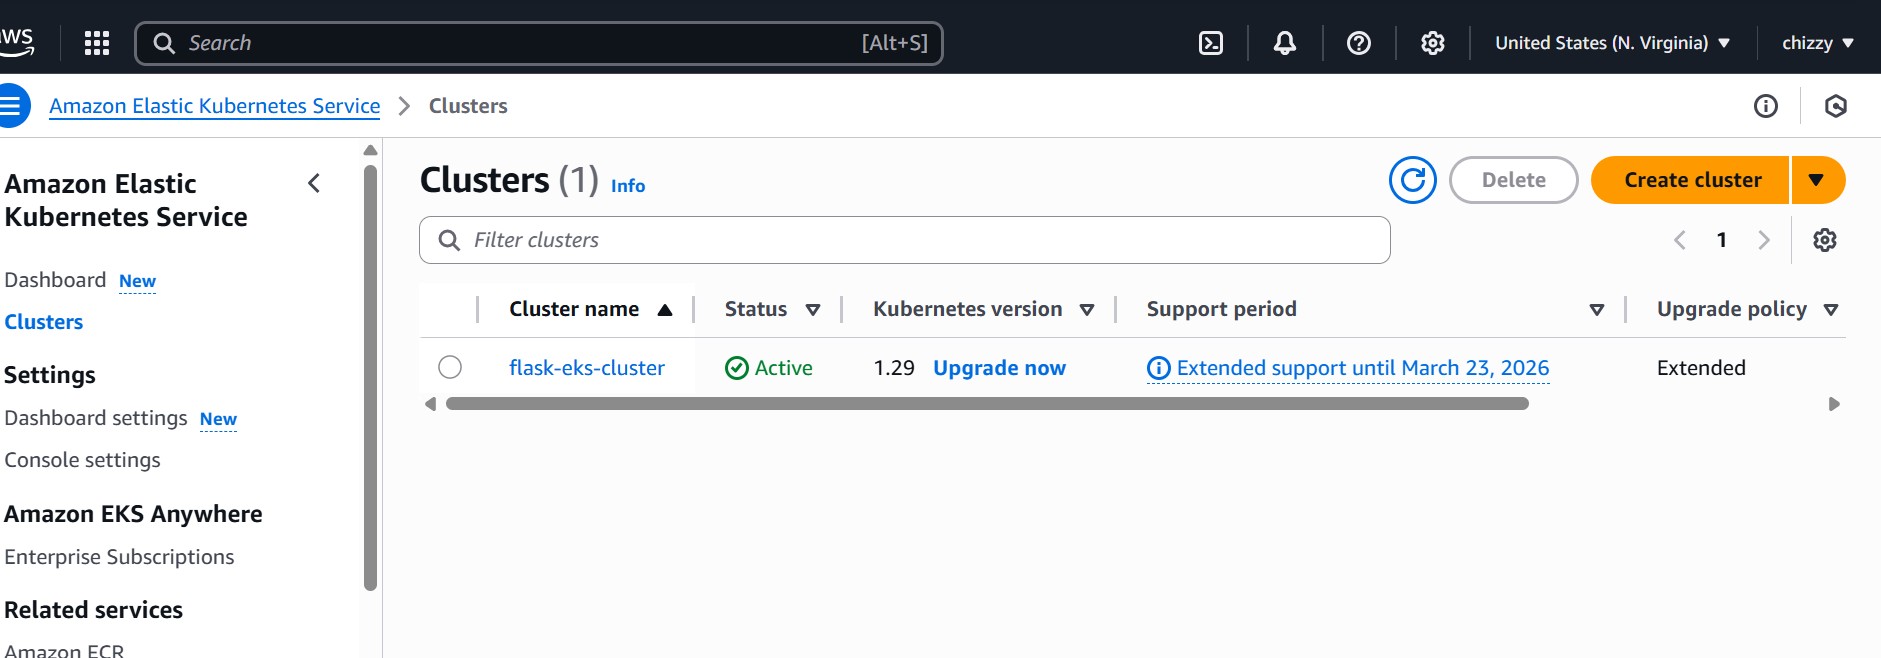 aws
Search [Alt+S]
United States (N. Virginia)
chizzy
Amazon Elastic Kubernetes Service > Clusters
Amazon Elastic
Kubernetes Service
Dashboard New
Clusters
Settings
Dashboard settings New
Console settings
Amazon EKS Anywhere
Enterprise Subscriptions
Related services
Amazon ECR
Clusters (1) Info
Delete
Create cluster
Filter clusters
1
Cluster name Status Kubernetes version Support period Upgrade policy
flask-eks-cluster Active 1.29 Upgrade now Extended support until March 23, 2026 Extended